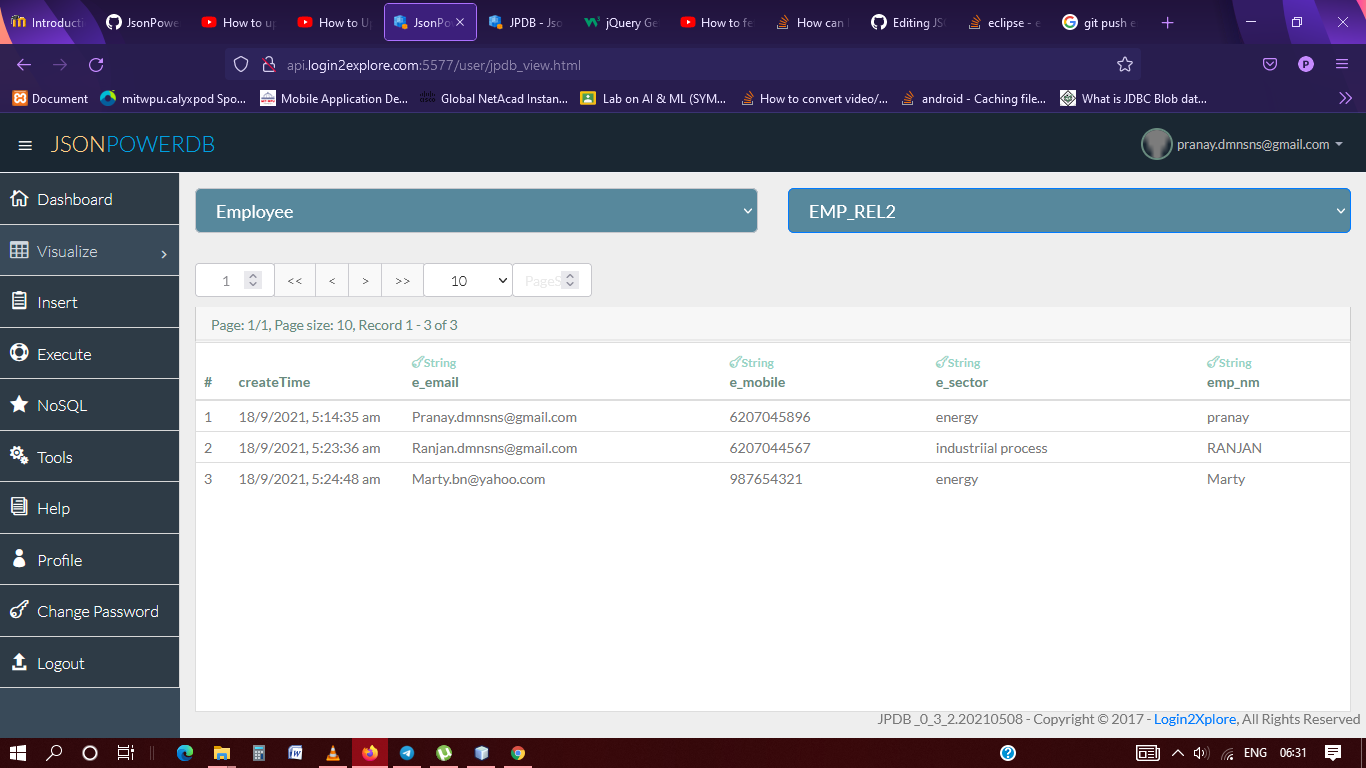 Introducti JsonPowe How to up How to Up JsonPo JPDB - Jso jQuery Ge How to fe How can Editing JSO eclipse - e git push e
api.login2explore.com:5577/user/jpdb_view.html
P
Document mitwpu.calyxpod Spo... Mobile Application De... Global NetAcad Instan... Lab on AI & ML (SYM... How to convert video/... android - Caching file... What is JDBC Blob dat...
JSONPOWERDB pranay.dmnsns@gmail.com
Dashboard
Visualize
Insert
Execute
NoSQL
Tools
Help
Profile
Change Password
Logout
Employee EMP_REL2
1 << < > >> 10 PageS
Page: 1/1, Page size: 10, Record 1 - 3 of 3
String String String String
# createTime e_email e_mobile e_sector emp_nm
1 18/9/2021, 5:14:35 am Pranay.dmnsns@gmail.com 6207045896 energy pranay
2 18/9/2021, 5:23:36 am Ranjan.dmnsns@gmail.com 6207044567 industriial process RANJAN
3 18/9/2021, 5:24:48 am Marty.bn@yahoo.com 987654321 energy Marty
JPDB _0_3_2.20210508 - Copyright © 2017 - Login2Xplore, All Rights Reserved
ENG 06:31